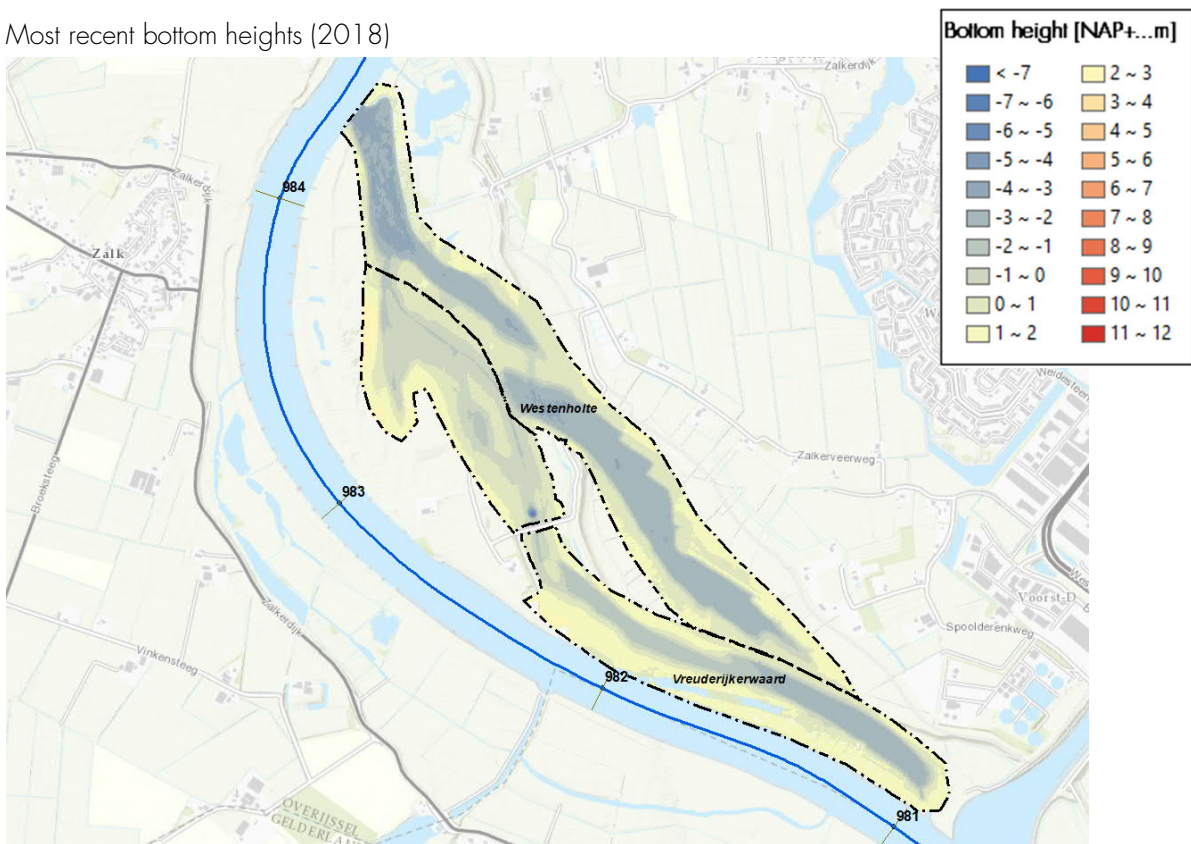 Most recent bottom heights (2018)
Bottom height [NAP+...m]
< -7
-7 ~ -6
-6 ~ -5
-5 ~ -4
-4 ~ -3
-3 ~ -2
-2 ~ -1
-1 ~ 0
0 ~ 1
1 ~ 2
2 ~ 3
3 ~ 4
4 ~ 5
5 ~ 6
6 ~ 7
7 ~ 8
8 ~ 9
9 ~ 10
10 ~ 11
11 ~ 12
Zalkerdijk
Zalkerdijk
984
Zalk
Westenholte
Zalkerveerweg
Broeksteeg
983
Voorst-D
Spoolderenkweg
Zalkerdijk
Vinkensteeg
982
Vreuderijkerwaard
981
OVERIJSSEL
GELDERLAND